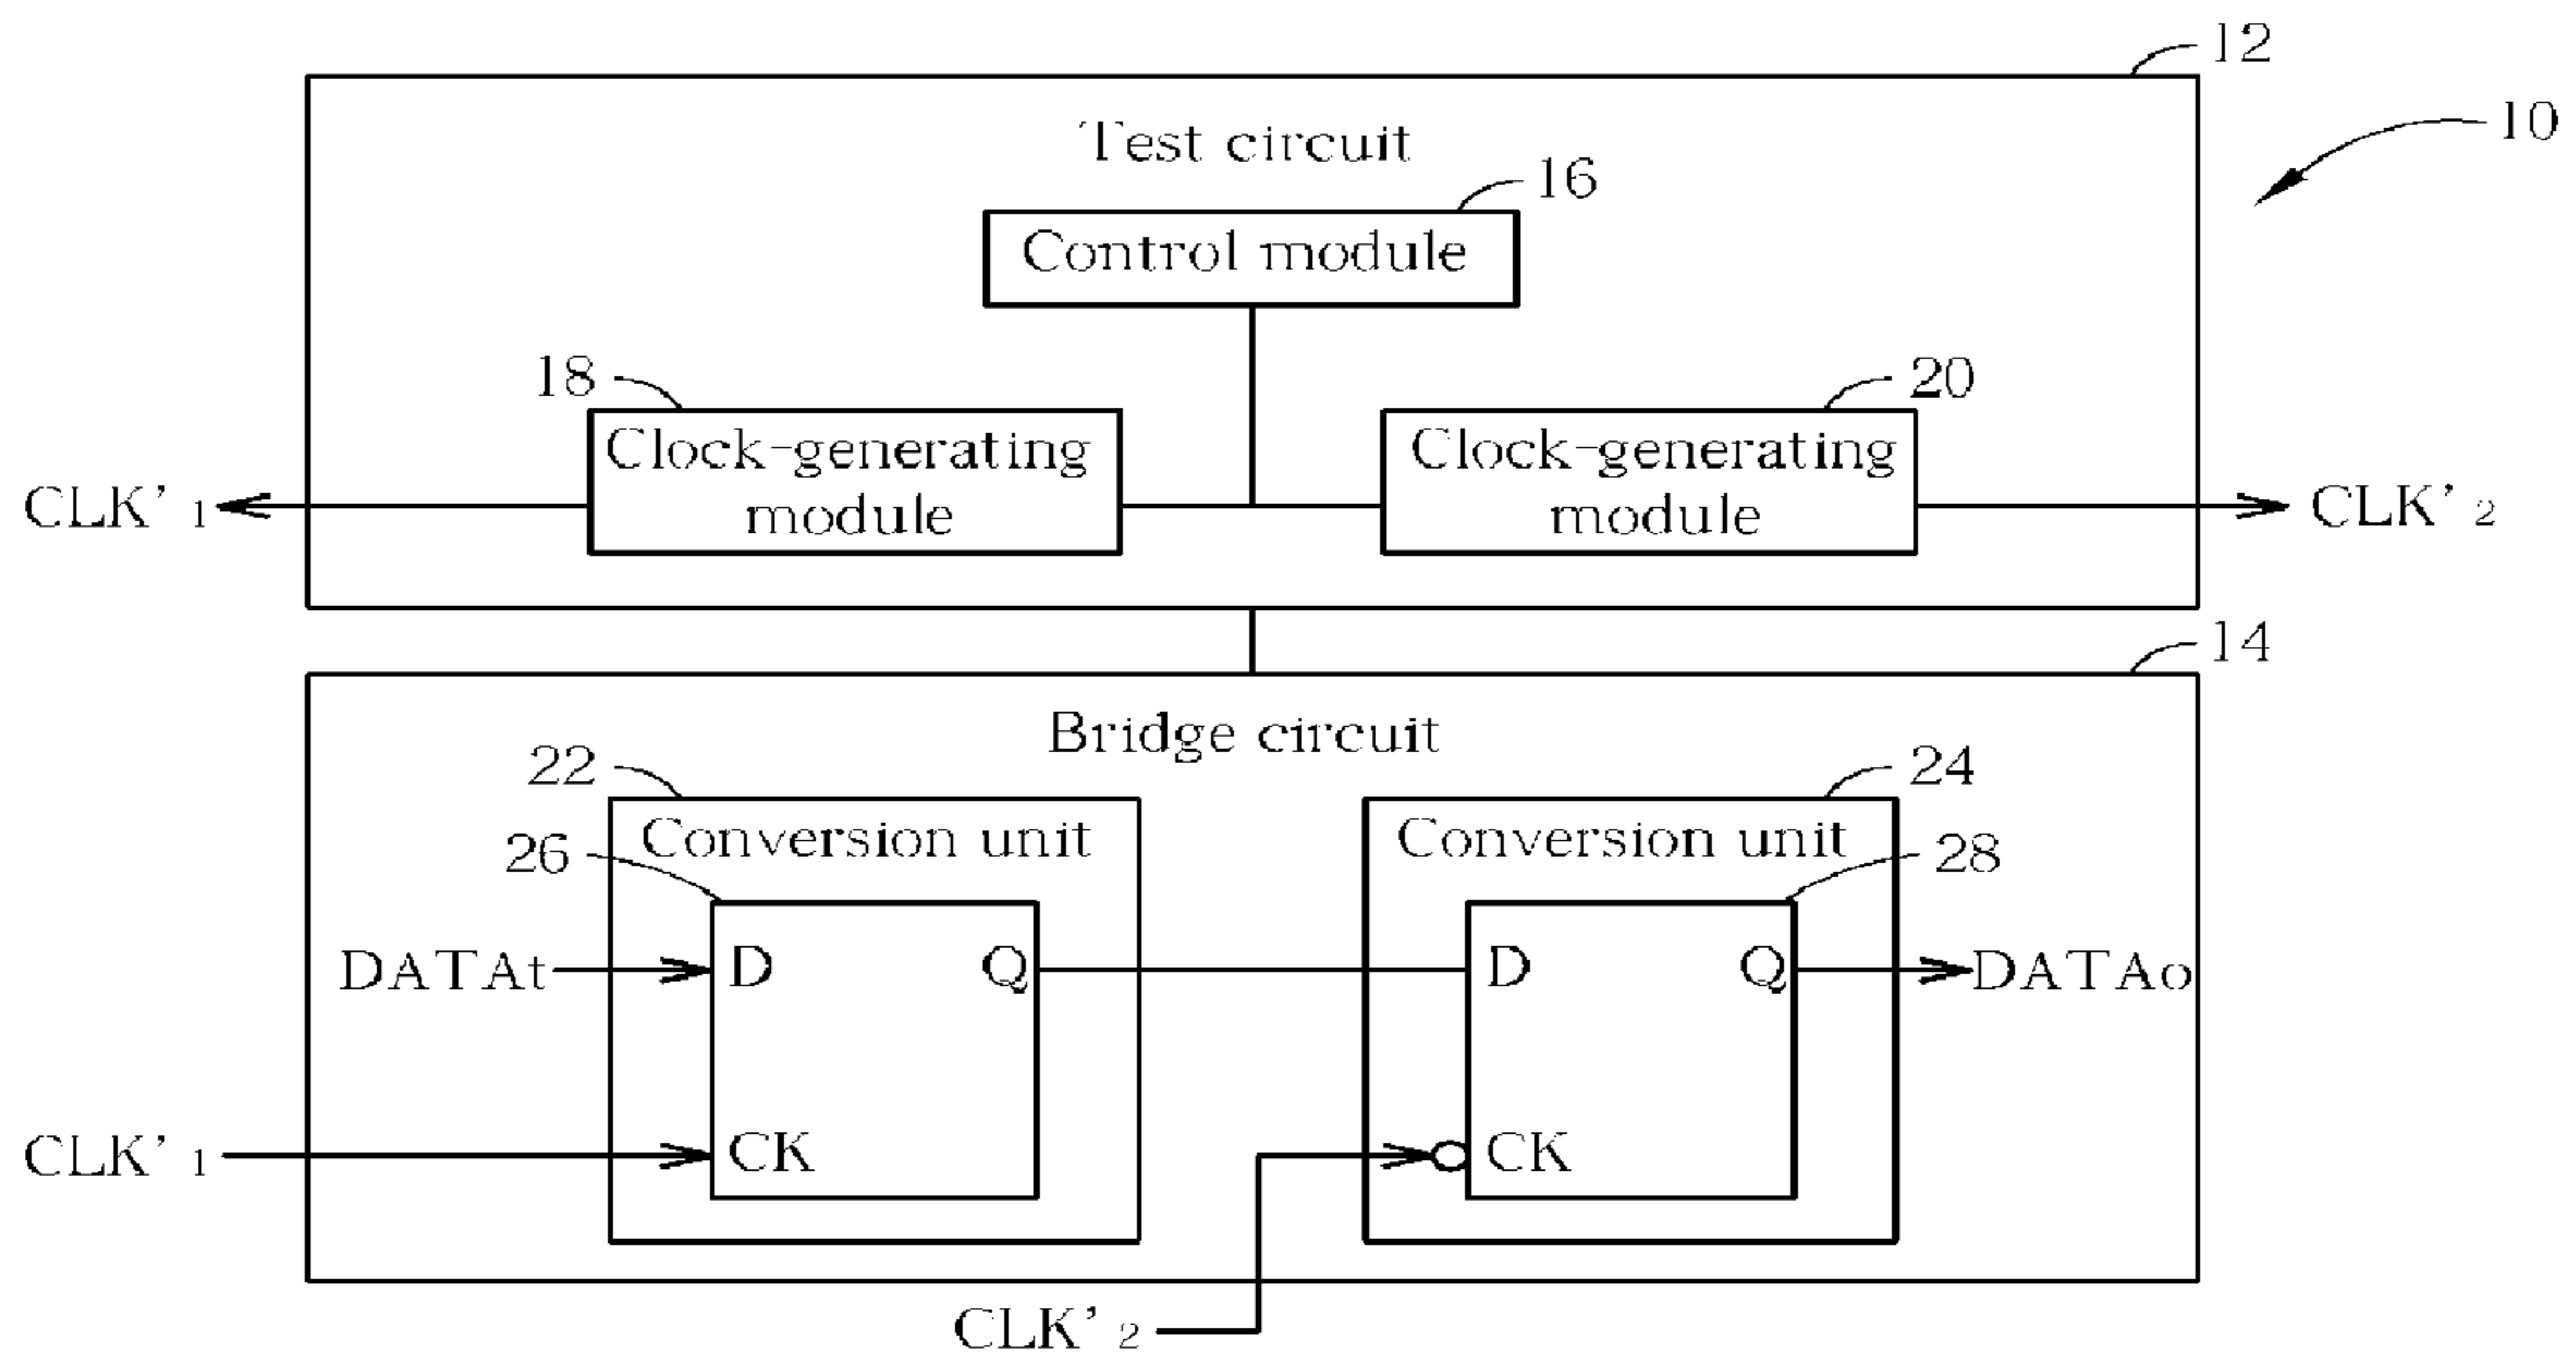 12
10
Test circuit
16
Control module
18
20
Clock-generating
module
Clock-generating
module
CLK’ 1
CLK’ 2
14
Bridge circuit
22
24
Conversion unit
Conversion unit
26
28
DATAt
D
Q
D
Q
DATAo
CLK’ 1
CK
CK
CLK’ 2